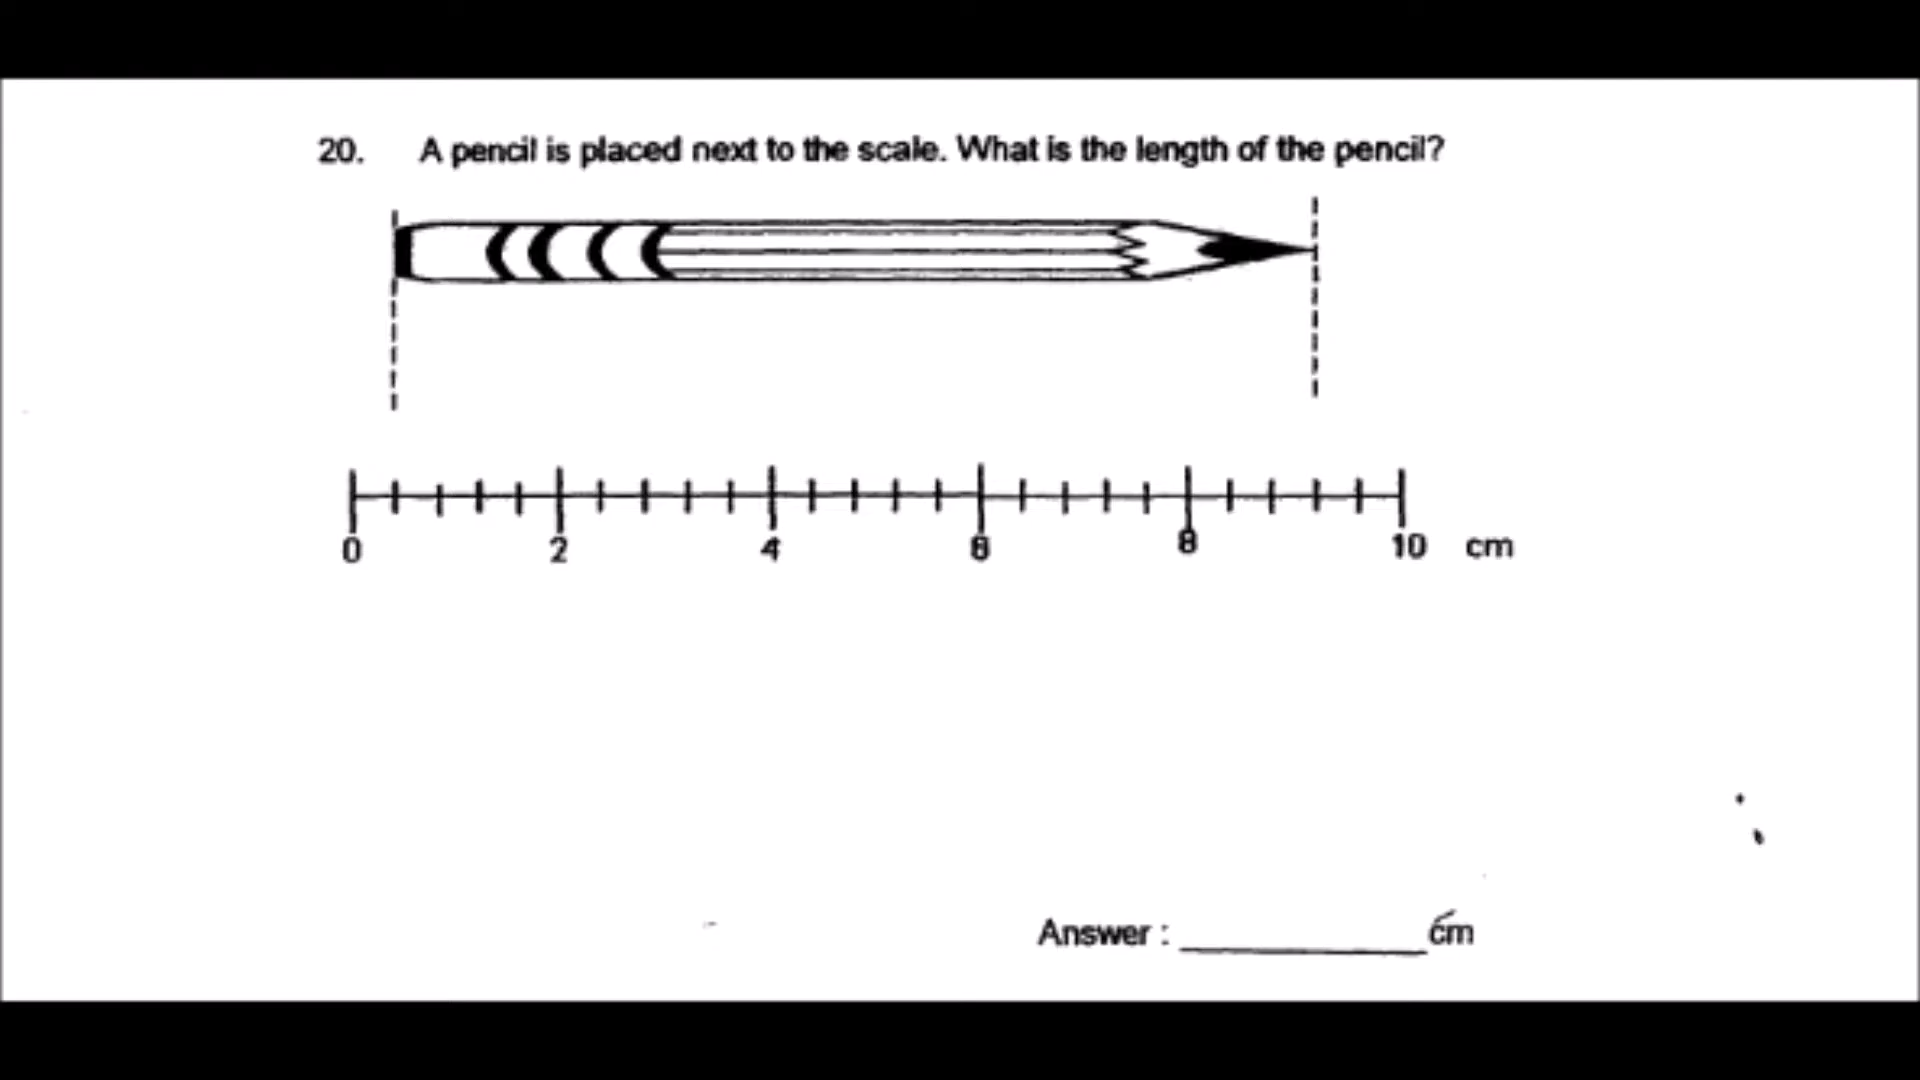 20. A pencil is placed next to the scale. What is the length of the pencil?
0 2 4 6 8 10 cm
Answer : ____________ cm